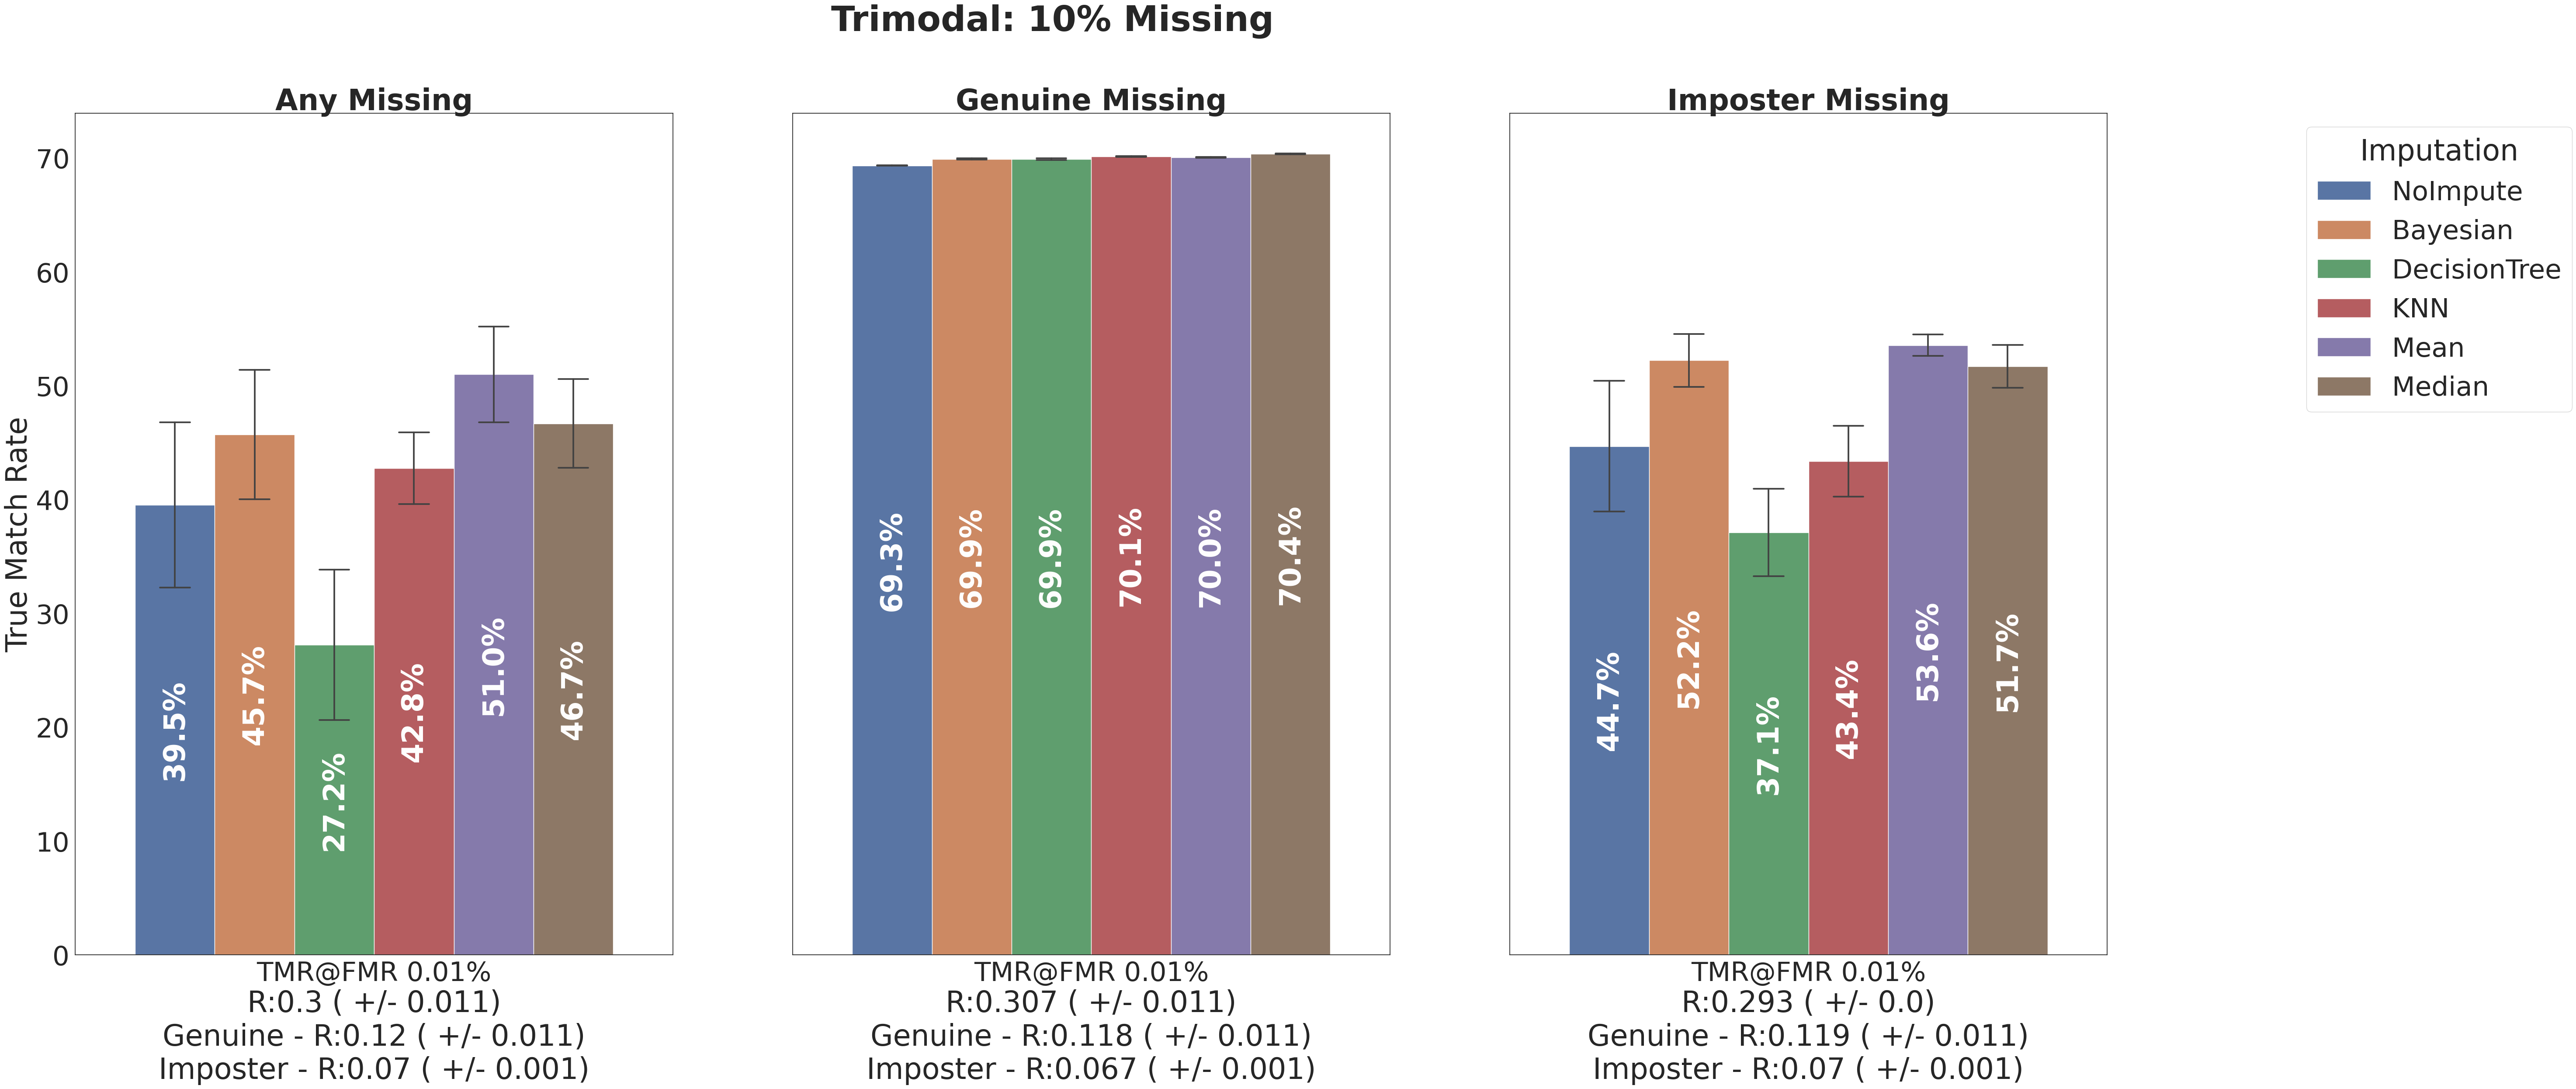 Trimodal: 10% Missing
Any Missing
Genuine Missing
Imposter Missing
True Match Rate
70
60
50
40
30
20
10
0
39.5%
45.7%
27.2%
42.8%
51.0%
46.7%
69.3%
69.9%
69.9%
70.1%
70.0%
70.4%
44.7%
52.2%
37.1%
43.4%
53.6%
51.7%
TMR@FMR 0.01%
R:0.3 ( +/- 0.011)
Genuine - R:0.12 ( +/- 0.011)
Imposter - R:0.07 ( +/- 0.001)
TMR@FMR 0.01%
R:0.307 ( +/- 0.011)
Genuine - R:0.118 ( +/- 0.011)
Imposter - R:0.067 ( +/- 0.001)
TMR@FMR 0.01%
R:0.293 ( +/- 0.0)
Genuine - R:0.119 ( +/- 0.011)
Imposter - R:0.07 ( +/- 0.001)
Imputation
NoImpute
Bayesian
DecisionTree
KNN
Mean
Median